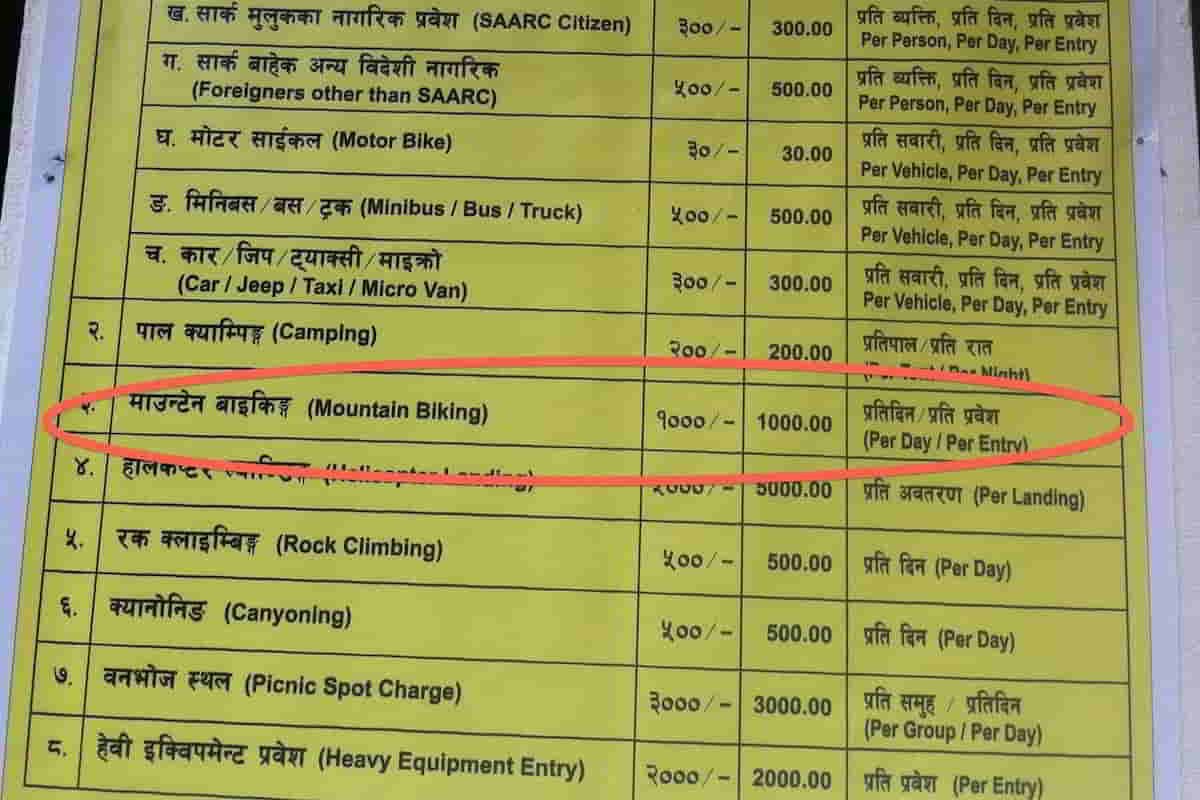 ख. सार्क मुलुकका नागरिक प्रवेश (SAARC Citizen) ३००/- 300.00 प्रति व्यक्ति, प्रति दिन, प्रति प्रवेश
Per Person, Per Day, Per Entry
ग. सार्क बाहेक अन्य विदेशी नागरिक
(Foreigners other than SAARC) ५००/- 500.00 प्रति व्यक्ति, प्रति दिन, प्रति प्रवेश
Per Person, Per Day, Per Entry
घ. मोटर साईकल (Motor Bike) ३०/- 30.00 प्रति सवारी, प्रति दिन, प्रति प्रवेश
Per Vehicle, Per Day, Per Entry
ङ. मिनिबस/बस/ट्रक (Minibus / Bus / Truck) ५००/- 500.00 प्रति सवारी, प्रति दिन, प्रति प्रवेश
Per Vehicle, Per Day, Per Entry
च. कार/जिप/ट्याक्सी/माइक्रो
(Car / Jeep / Taxi / Micro Van) ३००/- 300.00 प्रति सवारी, प्रति दिन, प्रति प्रवेश
Per Vehicle, Per Day, Per Entry
२. पाल क्याम्पिङ्ग (Camping) २००/- 200.00 प्रतिपाल/प्रति रात
(Per Tent / Per Night)
३. माउन्टेन बाइकिङ्ग (Mountain Biking) १०००/- 1000.00 प्रतिदिन/प्रति प्रवेश
(Per Day / Per Entry)
४. (Helicopter Landing) 5000.00 प्रति अवतरण (Per Landing)
५. रक क्लाइम्बिङ्ग (Rock Climbing) ५००/- 500.00 प्रति दिन (Per Day)
६. क्यानोनिङ (Canyoning) ५००/- 500.00 प्रति दिन (Per Day)
७. वनभोज स्थल (Picnic Spot Charge) ३०००/- 3000.00 प्रति समुह / प्रतिदिन
(Per Group / Per Day)
८. हेवी इक्विपमेन्ट प्रवेश (Heavy Equipment Entry) २०००/- 2000.00 प्रति प्रवेश (Per Entry)